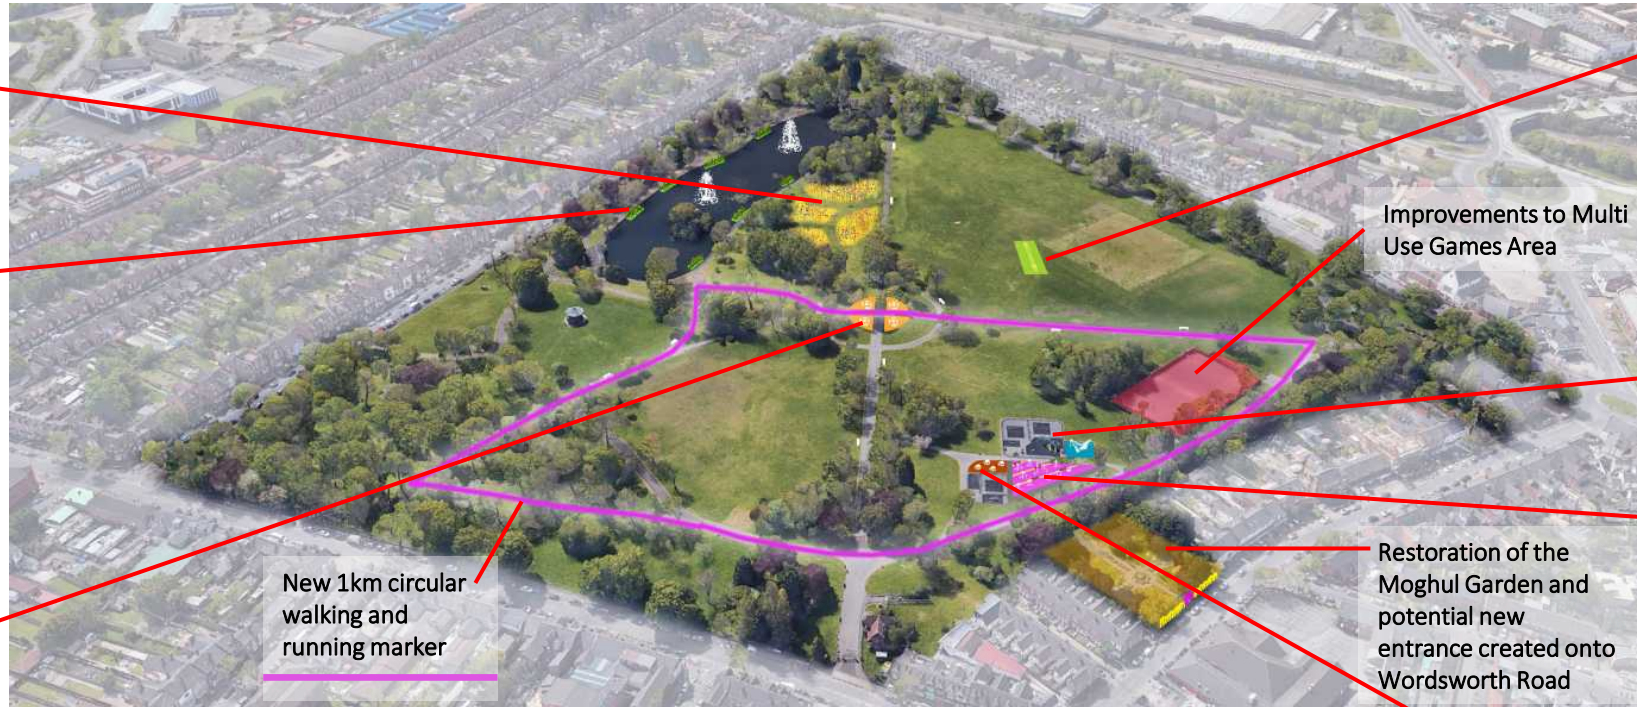 Improvements to Multi
Use Games Area
New 1km circular
walking and
running marker
Restoration of the
Moghul Garden and
potential new
entrance created onto
Wordsworth Road